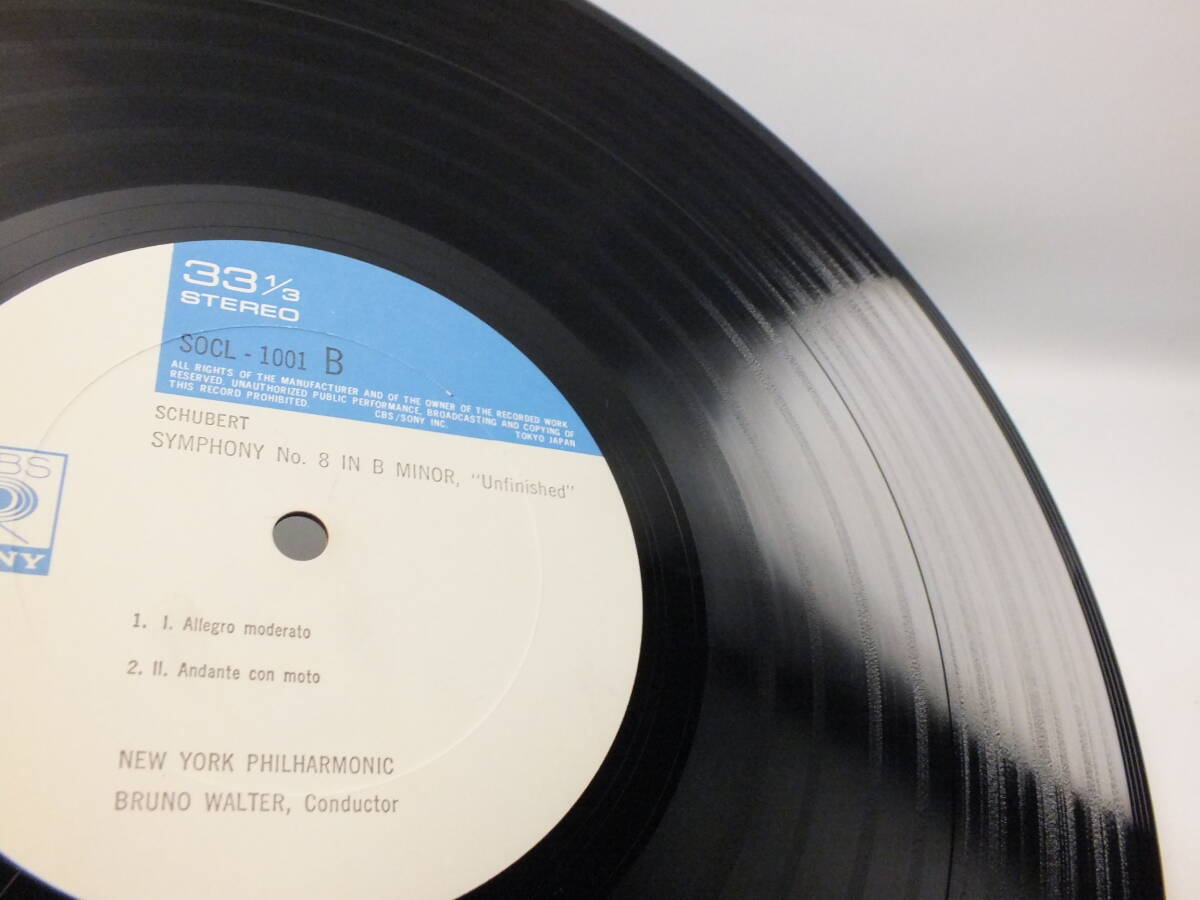 33 1/3
STEREO
SOCL - 1001 B
ALL RIGHTS OF THE MANUFACTURER AND OF THE OWNER OF THE RECORDED WORK
RESERVED. UNAUTHORIZED PUBLIC PERFORMANCE, BROADCASTING AND COPYING OF
THIS RECORD PROHIBITED. CBS/SONY INC. TOKYO JAPAN
SCHUBERT
SYMPHONY No. 8 IN B MINOR, "Unfinished"
BS
NY
1. I. Allegro moderato
2. II. Andante con moto
NEW YORK PHILHARMONIC
BRUNO WALTER, Conductor